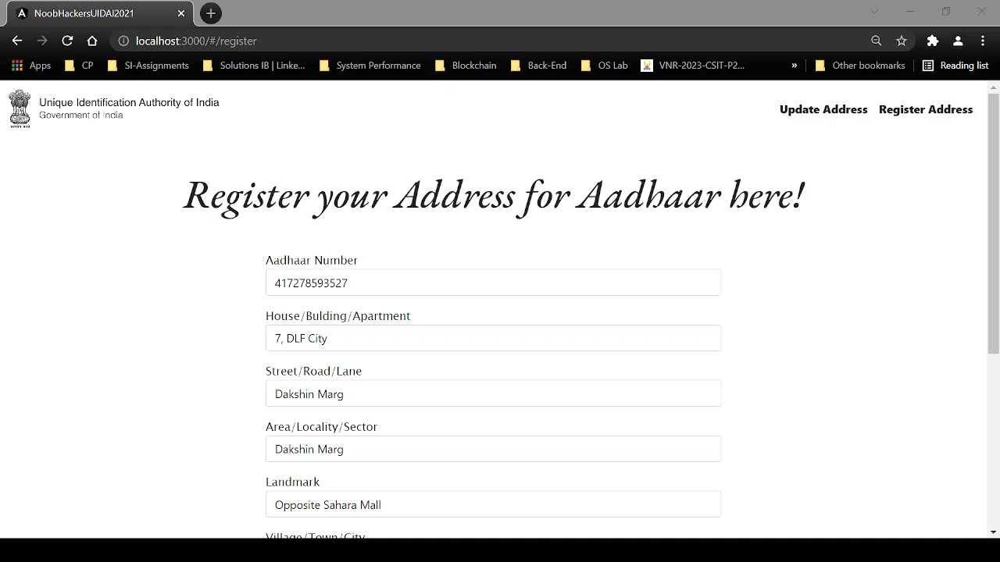 NoobHackersUIDAI2021
localhost:3000/#/register
Apps CP SI-Assignments Solutions IB | Linke... System Performance Blockchain Back-End OS Lab VNR-2023-CSIT-P2... » Other bookmarks Reading list
Unique Identification Authority of India
Government of India
Update Address Register Address
Register your Address for Aadhaar here!
Aadhaar Number
417278593527
House/Bulding/Apartment
7, DLF City
Street/Road/Lane
Dakshin Marg
Area/Locality/Sector
Dakshin Marg
Landmark
Opposite Sahara Mall
Village/Town/City